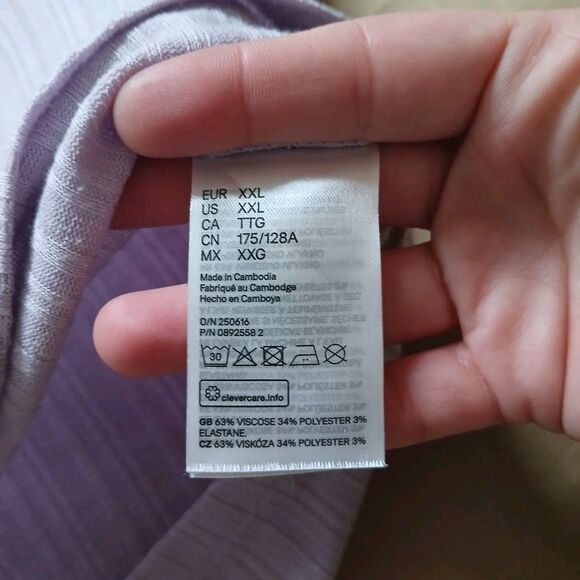 EUR XXL
US XXL
CA TTG
CN 175/128A
MX XXG
Made in Cambodia
Fabriqué au Cambodge
Hecho en Camboya
O/N 250616
P/N 0892558 2
30
clevercare.info
GB 63% VISCOSE 34% POLYESTER 3%
ELASTANE.
CZ 63% VISKÓZA 34% POLYESTER 3%